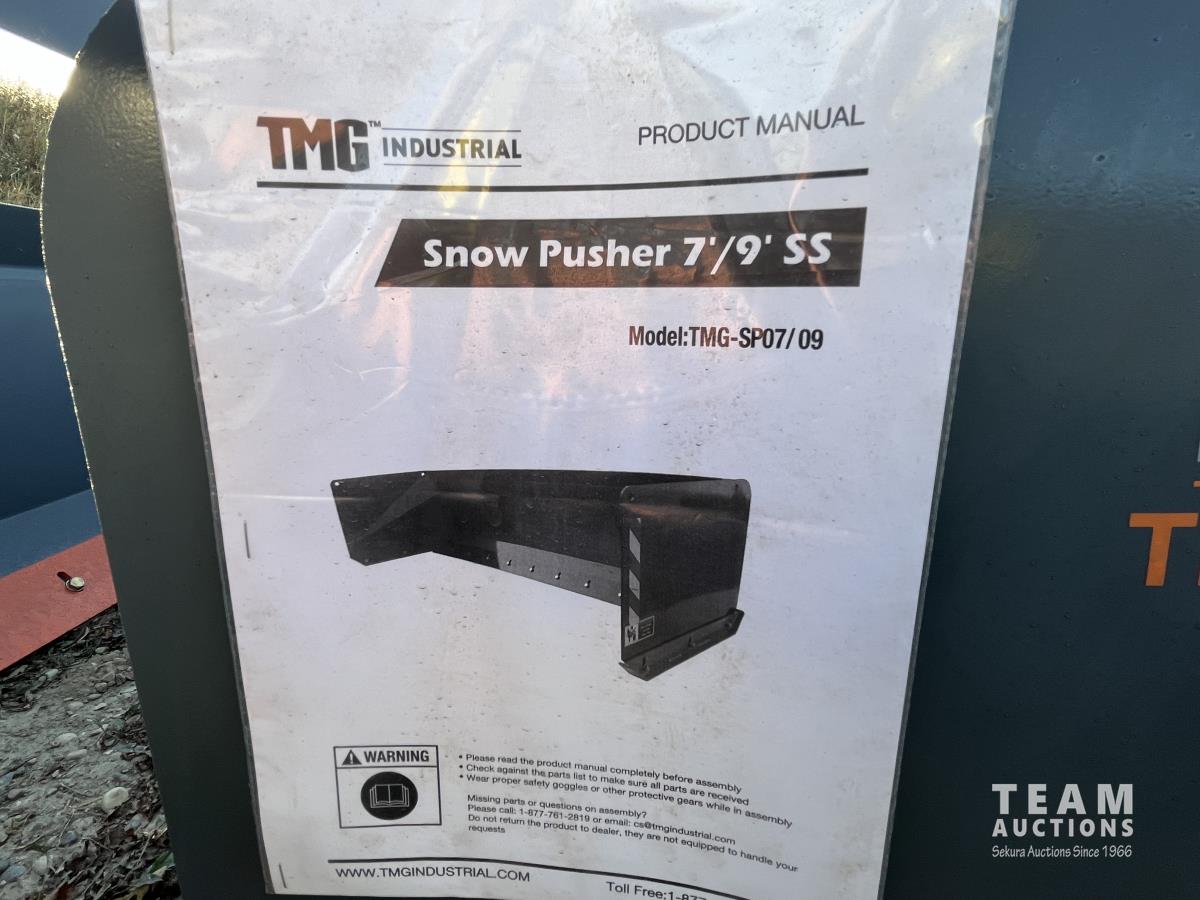 TMG™ INDUSTRIAL
PRODUCT MANUAL
Snow Pusher 7'/9' SS
Model:TMG-SP07/09
WARNING
• Please read the product manual completely before assembly
• Check against the parts list to make sure all parts are received
• Wear proper safety goggles or other protective gears while in assembly
Missing parts or questions on assembly?
Please call: 1-877-761-2819 or email: cs@tmgindustrial.com
Do not return the product to dealer, they are not equipped to handle your
requests
WWW.TMGINDUSTRIAL.COM
Toll Free:1-877
T
TEAM
AUCTIONS
Sekura Auctions Since 1966